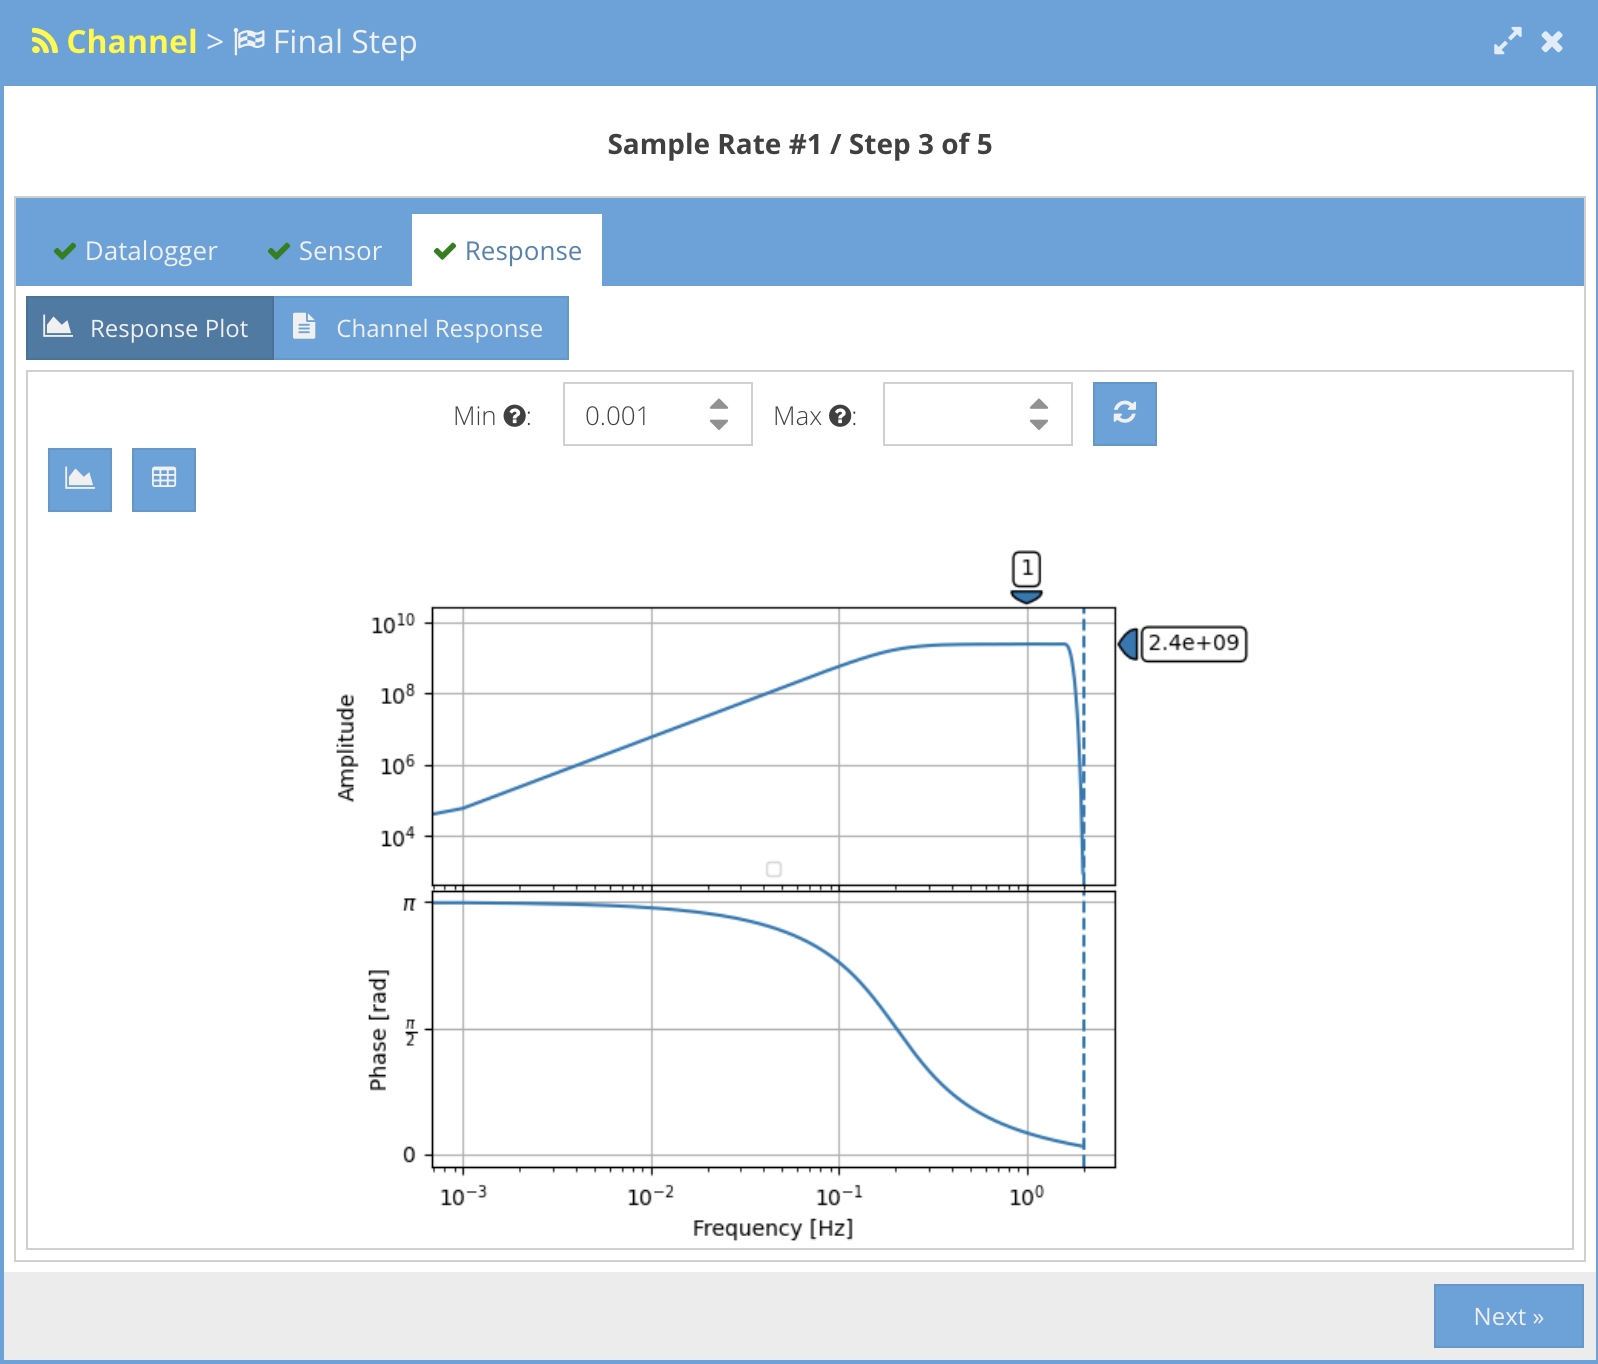 Channel > Final Step
Sample Rate #1 / Step 3 of 5
Datalogger Sensor Response
Response Plot Channel Response
Min ?: 0.001 Max ?:
1
2.4e+09
10¹⁰
10⁸
10⁶
10⁴
Amplitude
π
π/2
0
Phase [rad]
10⁻³ 10⁻² 10⁻¹ 10⁰
Frequency [Hz]
Next »